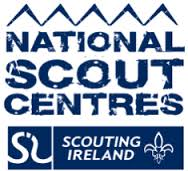 NATIONAL
SCOUT
CENTRES
SI SCOUTING
IRELAND